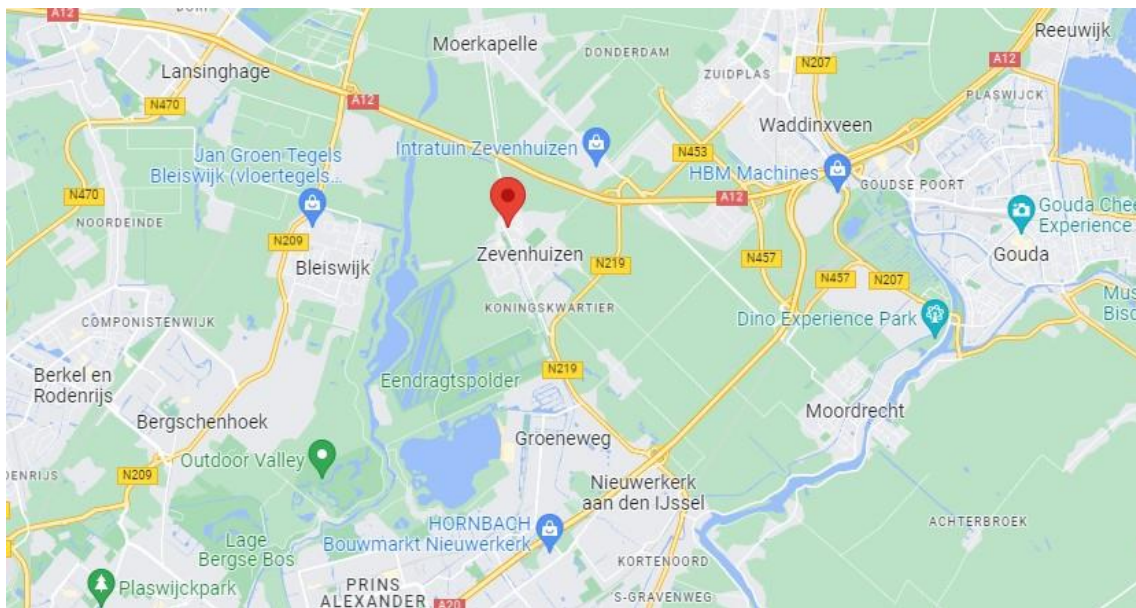 A12
DORP
Moerkapelle
DONDERDAM
N207
Reeuwijk
A12
Lansinghage
ZUIDPLAS
N470
A12
PLASWIJCK
Waddinxveen
Jan Groen Tegels
Bleiswijk (vloertegels...
Intratuin Zevenhuizen
N453
HBM Machines
N470
NOORDEINDE
A12
GOUDSE POORT
Gouda Chee
Experience
N209
Bleiswijk
Zevenhuizen
N219
N457
N457
N207
Gouda
KONINGSKWARTIER
Dino Experience Park
Mus
Bisc
COMPONISTENWIJK
Berkel en
Rodenrijs
Eendragtspolder
N219
Bergschenhoek
Moordrecht
Groeneweg
Outdoor Valley
DENRIJS
N209
Nieuwerkerk
aan den IJssel
HORNBACH
Bouwmarkt Nieuwerkerk
ACHTERBROEK
Lage
Bergse Bos
KORTENOORD
Plaswijckpark
PRINS
ALEXANDER
A20
S-GRAVENWEG